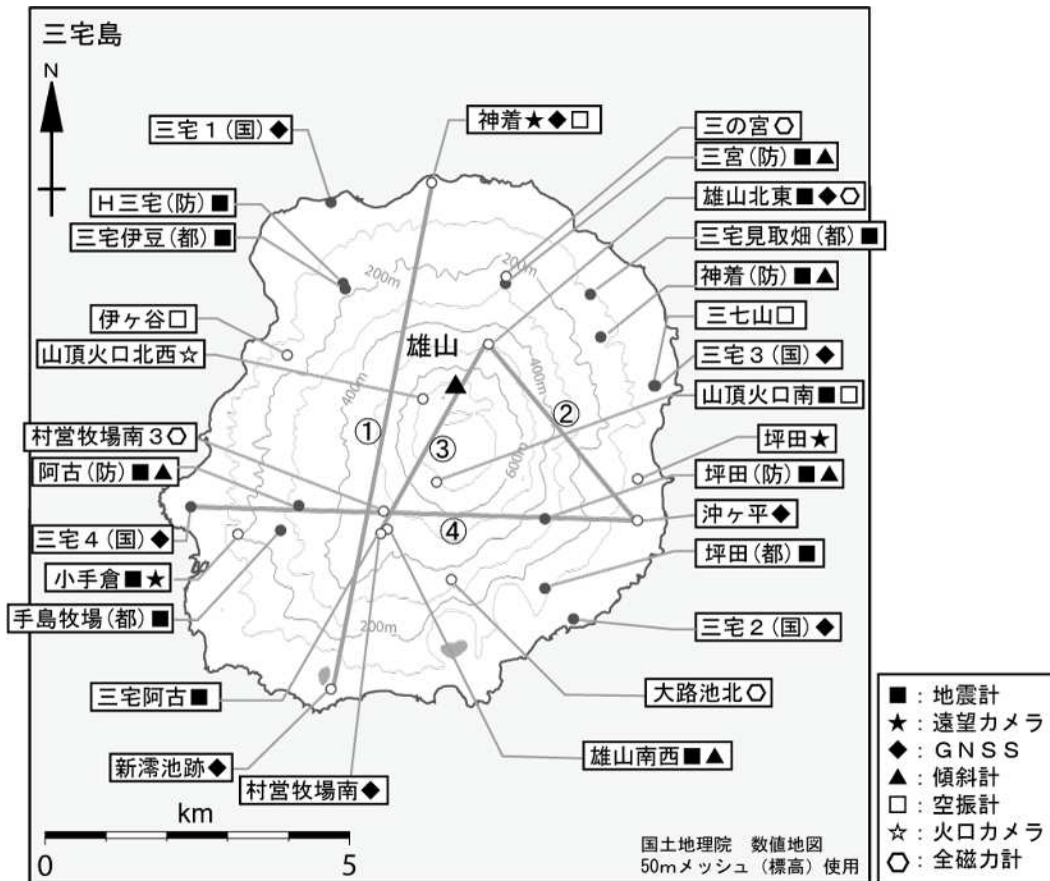 三宅島
N
神着★◆□
三宅1(国)◆
三の宮⬡
三宮(防)■▲
H三宅(防)■
雄山北東■◆⬡
三宅伊豆(都)■
三宅見取畑(都)■
200m
200m
神着(防)■▲
伊ヶ谷□
三七山□
雄山
山頂火口北西☆
三宅3(国)◆
400m
400m
山頂火口南■□
①
②
③
村営牧場南3⬡
坪田★
600m
阿古(防)■▲
坪田(防)■▲
沖ヶ平◆
④
三宅4(国)◆
坪田(都)■
小手倉■★
手島牧場(都)■
三宅2(国)◆
200m
三宅阿古■
大路池北⬡
新澪池跡◆
雄山南西■▲
村営牧場南◆
km
0 5
国土地理院 数値地図
50mメッシュ(標高)使用
■:地震計
★:遠望カメラ
◆:GNSS
▲:傾斜計
□:空振計
☆:火口カメラ
⬡:全磁力計